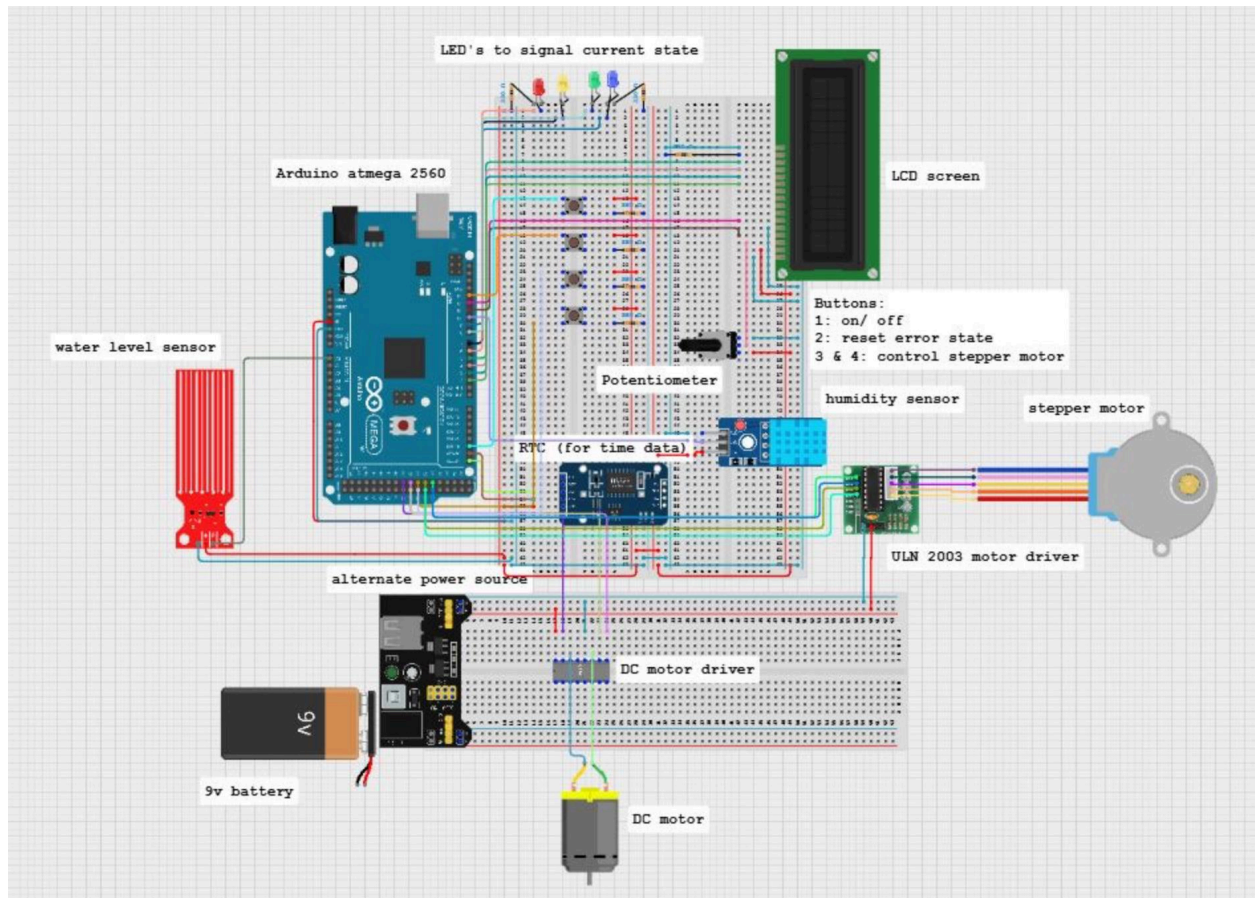 LED's to signal current state
Arduino atmega 2560
LCD screen
water level sensor
Buttons:
1: on/ off
2: reset error state
3 & 4: control stepper motor
Potentiometer
humidity sensor
stepper motor
RTC (for time data)
MEGA
ULN 2003 motor driver
alternate power source
DC motor driver
9v
9v battery
DC motor